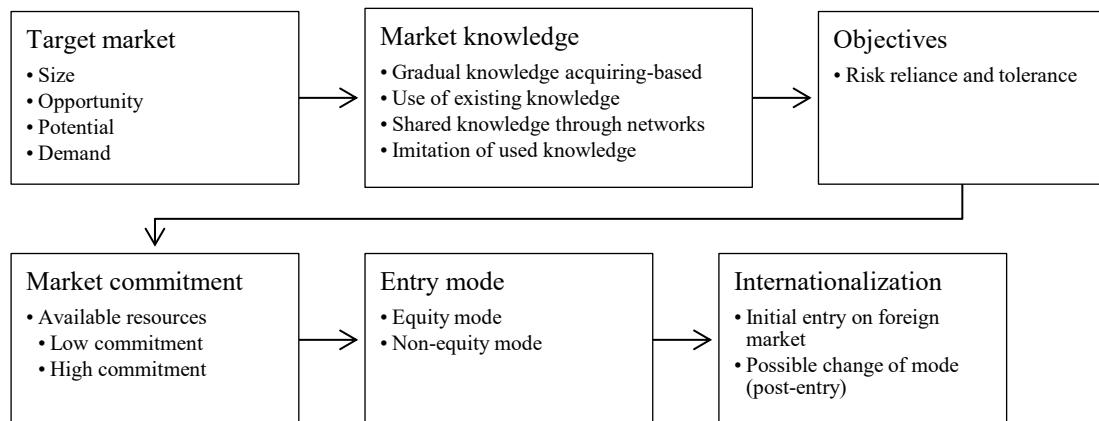 Target market
• Size
• Opportunity
• Potential
• Demand
Market knowledge
• Gradual knowledge acquiring-based
• Use of existing knowledge
• Shared knowledge through networks
• Imitation of used knowledge
Objectives
• Risk reliance and tolerance
Market commitment
• Available resources
• Low commitment
• High commitment
Entry mode
• Equity mode
• Non-equity mode
Internationalization
• Initial entry on foreign
market
• Possible change of mode
(post-entry)